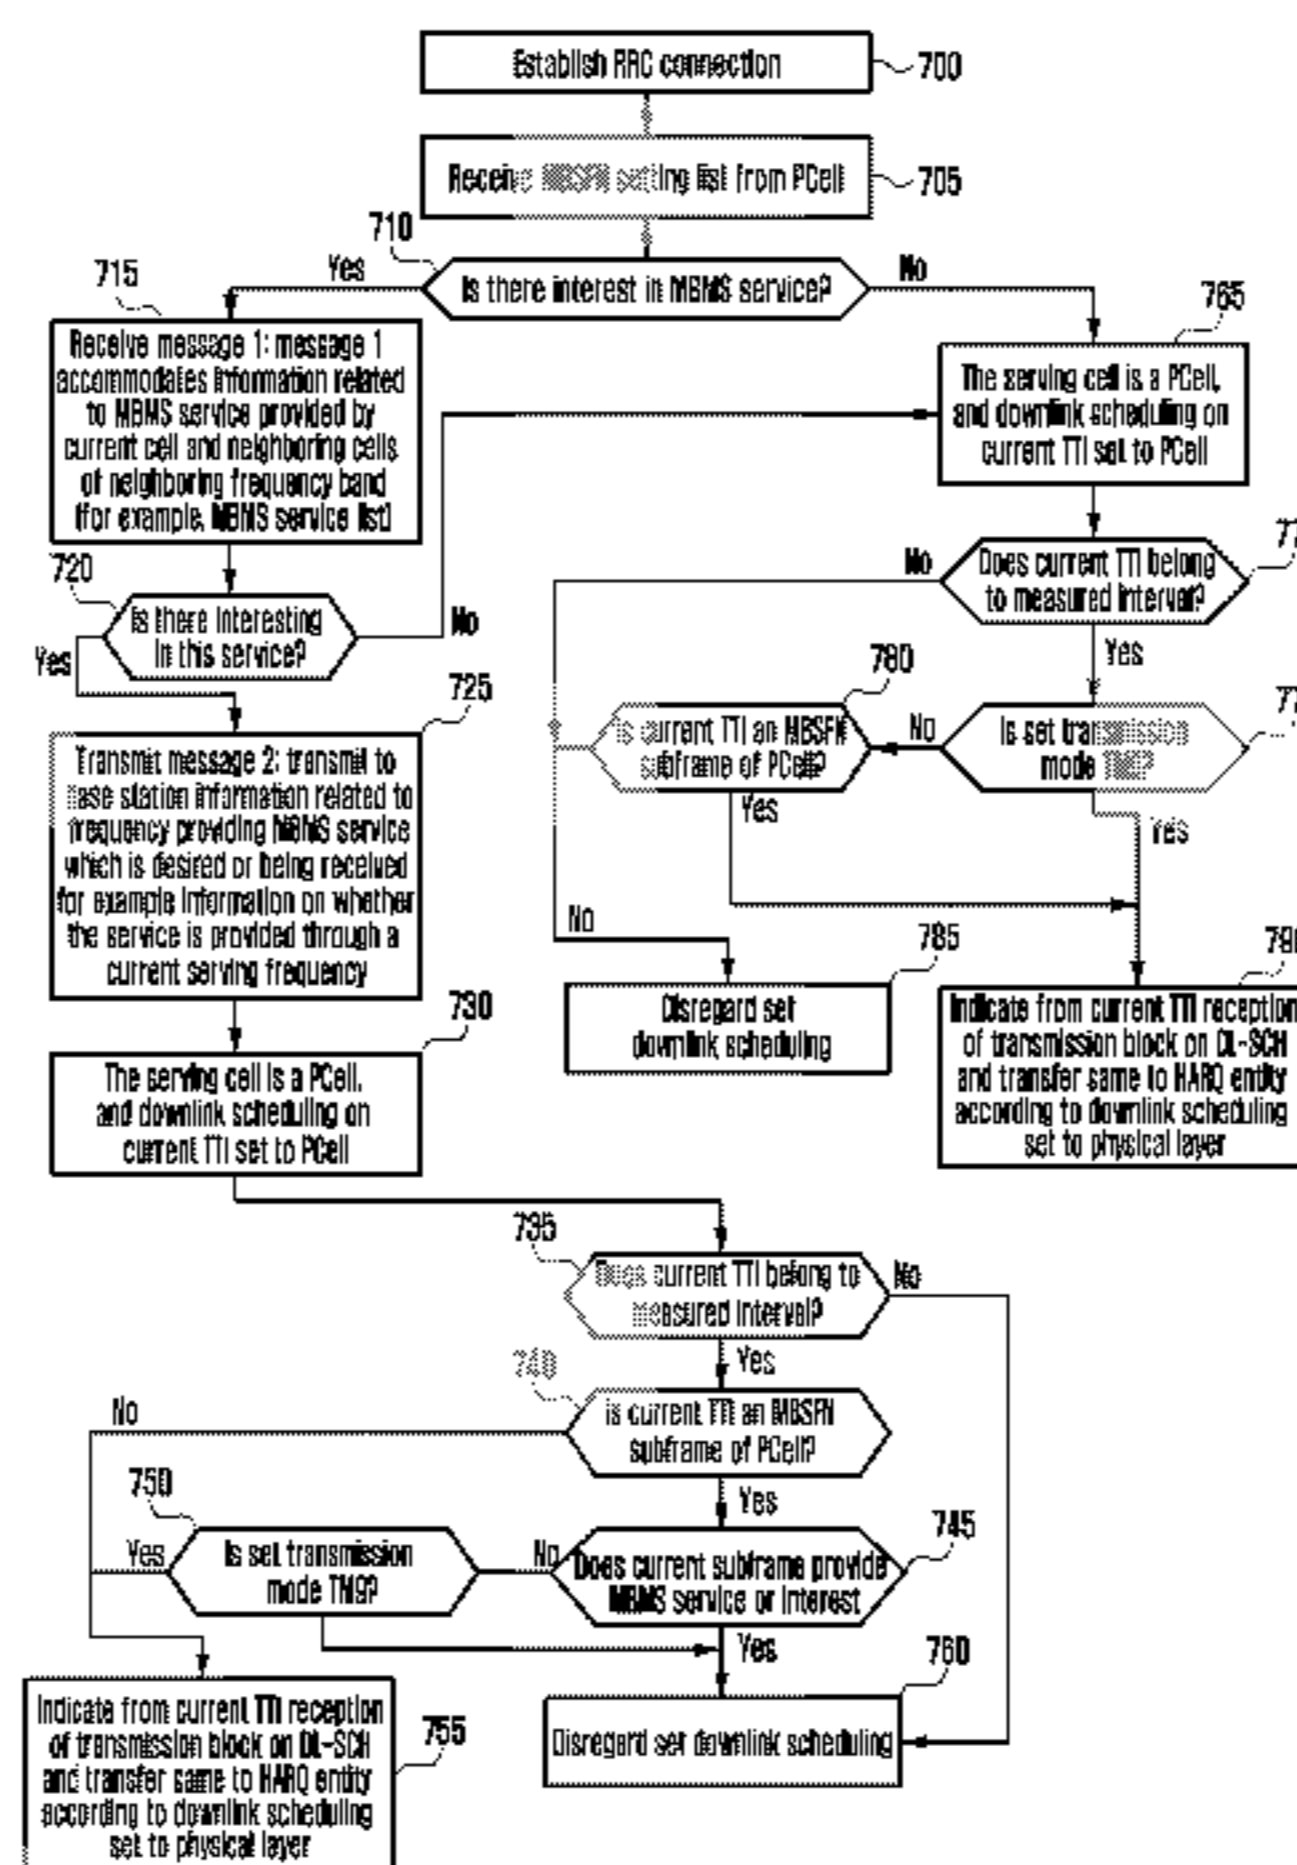 Establish RRC connection
700
Receive MBSFN setting list from PCell
705
710
Is there interest in MBMS service?
Yes
No
715
Receive message 1: message 1
accommodates information related
to MBMS service provided by
current cell and neighboring cells
of neighboring frequency band
(for example, MBMS service list)
765
The serving cell is a PCell,
and downlink scheduling on
current TTI set to PCell
720
Is there interesting
in this service?
No
Yes
Does current TTI belong
to measured interval?
77
No
Yes
725
Transmit message 2: transmit to
base station information related to
frequency providing MBMS service
which is desired or being received
for example information on whether
the service is provided through a
current serving frequency
780
Is current TTI an MBSFN
subframe of PCell?
No
Is set transmission
mode
77
Yes
Yes
No
785
Disregard set
downlink scheduling
79
Indicate from current TTI reception
of transmission block on DL-SCH
and transfer same to HARQ entity
according to downlink scheduling
set to physical layer
730
The serving cell is a PCell,
and downlink scheduling on
current TTI set to PCell
735
Does current TTI belong to
measured interval?
No
Yes
740
is current TTI an MBSFN
subframe of PCell?
No
Yes
750
Is set transmission
mode TM9?
Yes
No
745
Does current subframe provide
MBMS service or interest
Yes
760
Disregard set downlink scheduling
755
Indicate from current TTI reception
of transmission block on DL-SCH
and transfer same to HARQ entity
according to downlink scheduling
set to physical layer